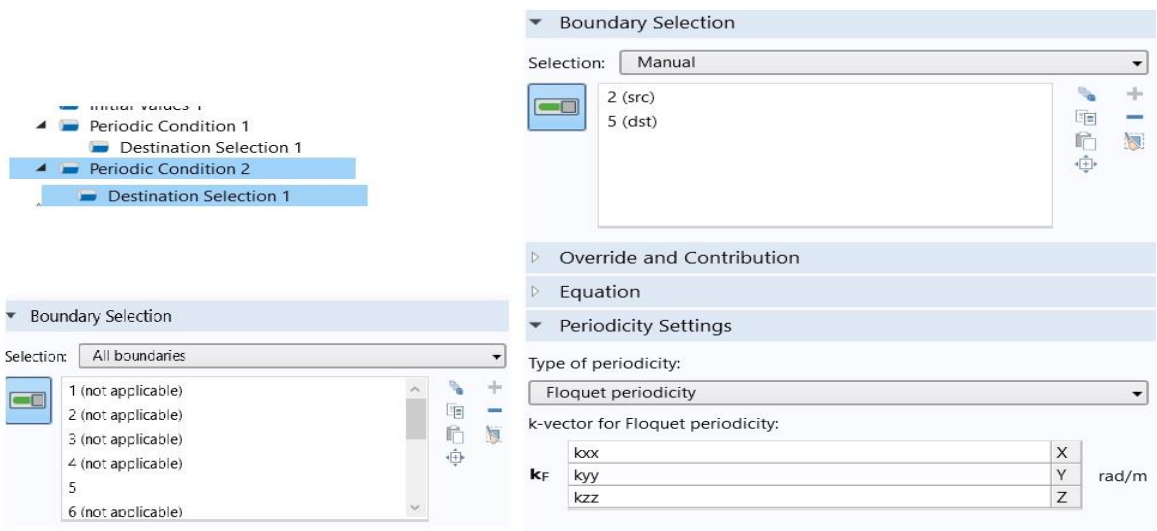 Initial Values 1
Periodic Condition 1
Destination Selection 1
Periodic Condition 2
Destination Selection 1
Boundary Selection
Selection: All boundaries
1 (not applicable)
2 (not applicable)
3 (not applicable)
4 (not applicable)
5
6 (not applicable)
Boundary Selection
Selection: Manual
2 (src)
5 (dst)
Override and Contribution
Equation
Periodicity Settings
Type of periodicity:
Floquet periodicity
k-vector for Floquet periodicity:
kxx X
kF kyy Y rad/m
kzz Z